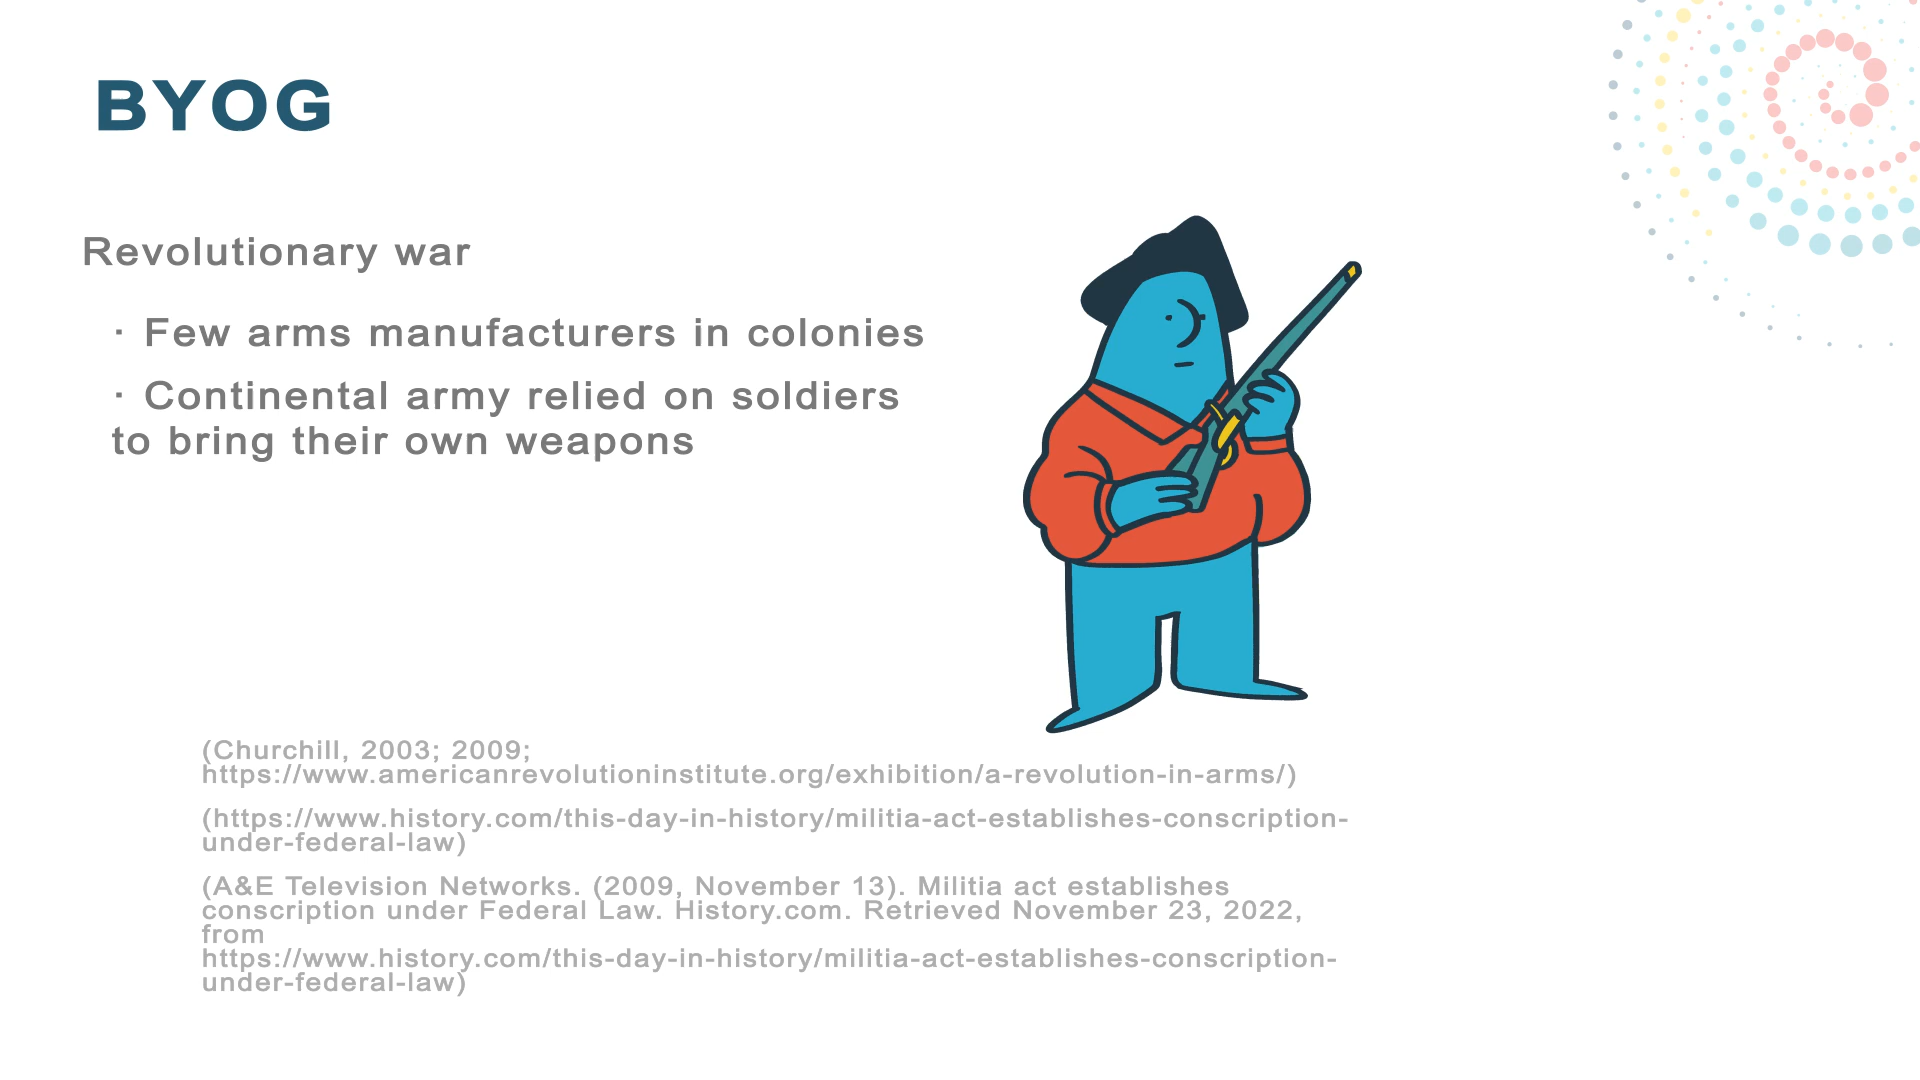 BYOG
Revolutionary war
· Few arms manufacturers in colonies
· Continental army relied on soldiers
to bring their own weapons
(Churchill, 2003; 2009;
https://www.americanrevolutioninstitute.org/exhibition/a-revolution-in-arms/)
(https://www.history.com/this-day-in-history/militia-act-establishes-conscription-
under-federal-law)
(A&E Television Networks. (2009, November 13). Militia act establishes
conscription under Federal Law. History.com. Retrieved November 23, 2022,
from
https://www.history.com/this-day-in-history/militia-act-establishes-conscription-
under-federal-law)